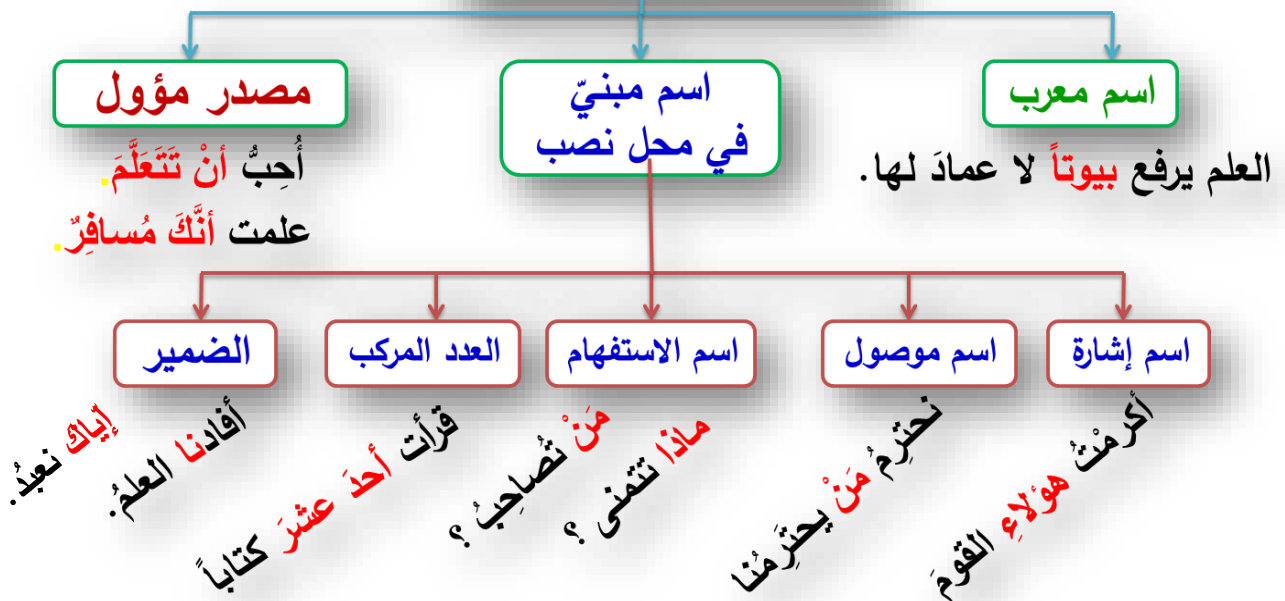 اسم معرب
اسم مبنيّ
في محل نصب
مصدر مؤول
العلم يرفع بيوتاً لا عمادَ لها.
أُحِبُّ أنْ تَتَعَلَّمَ.
علمت أنَّكَ مُسافِرٌ.
اسم إشارة
اسم موصول
اسم الاستفهام
العدد المركب
الضمير
أكرمْتُ هؤلاءِ القومَ
نحترِمُ مَنْ يحترِمُنا
ماذا تتمنى ؟
مَنْ تُصاحِبُ ؟
قرأت أحدَ عشرَ كتاباً
أفادنا العلمُ.
إيّاكَ نعبدُ.